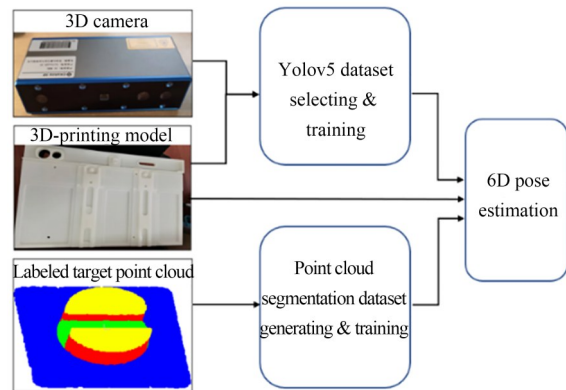 3D camera
Yolov5 dataset
selecting &
training
3D-printing model
6D pose
estimation
Labeled target point cloud
Point cloud
segmentation dataset
generating & training